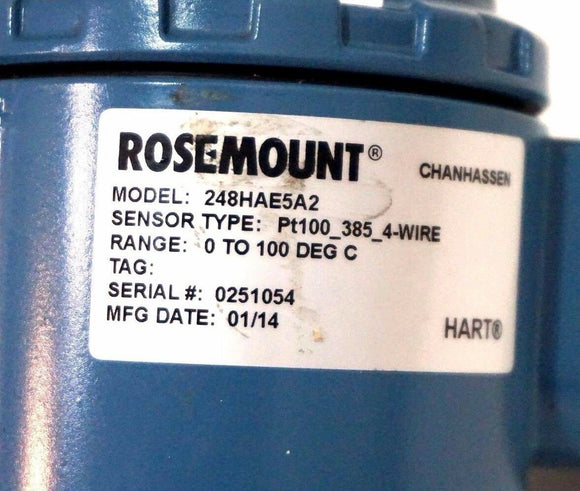 ROSEMOUNT® CHANHASSEN
MODEL: 248HAE5A2
SENSOR TYPE: Pt100_385_4-WIRE
RANGE: 0 TO 100 DEG C
TAG:
SERIAL #: 0251054
MFG DATE: 01/14 HART®